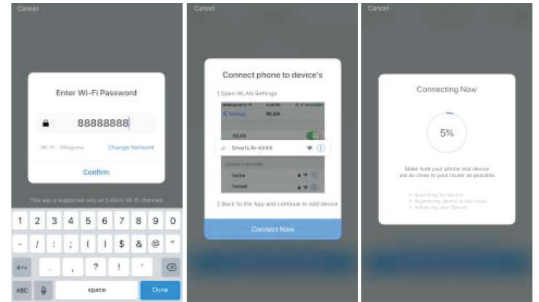 Cancel
Enter Wi-Fi Password
88888888
Wi-Fi: Change Network
Confirm
This app is supported only on 2.4GHz Wi-Fi channel
1 2 3 4 5 6 7 8 9 0
- / : ; ( ) $ & @ "
#+= . , ? ! '
ABC space Done
Cancel
Connect phone to device's
1.Open WLAN Settings
Settings WLAN
WLAN
SmartLife-XXXX
2.Back to the App and continue to add device
Connect Now
Cancel
Connecting Now
5%
Make sure your phone and device
are as close to your router as possible.